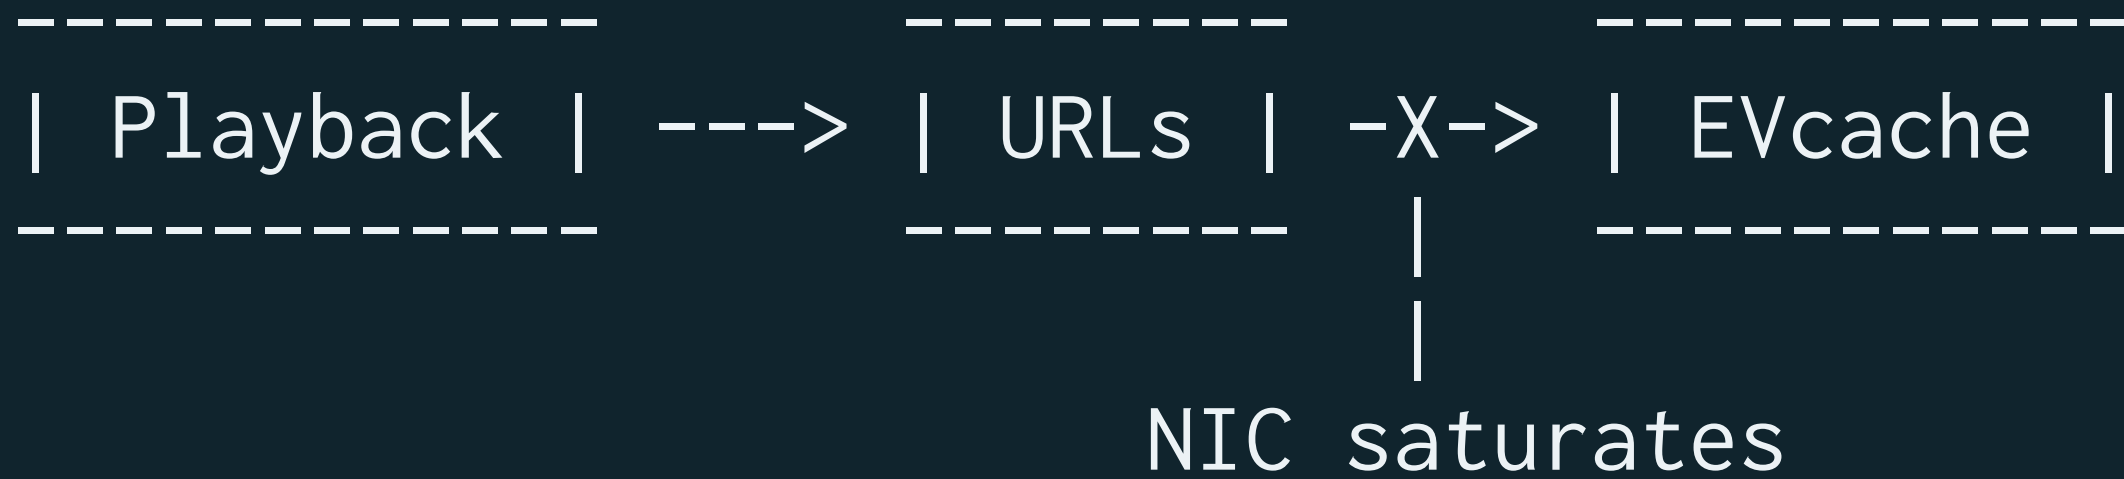 ------------ -------- -----------
| Playback | ---> | URLs | -X-> | EVcache |
------------ -------- | -----------
|
NIC saturates